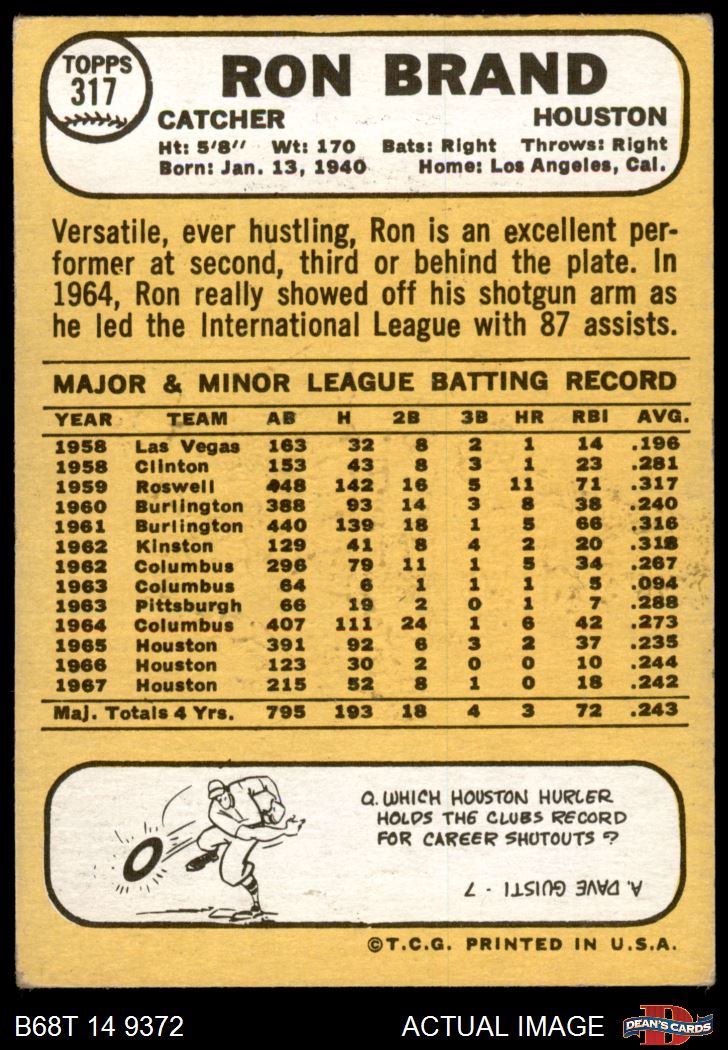 TOPPS
317
RON BRAND
CATCHER HOUSTON
Ht: 5'8" Wt: 170 Bats: Right Throws: Right
Born: Jan. 13, 1940 Home: Los Angeles, Cal.
Versatile, ever hustling, Ron is an excellent per-
former at second, third or behind the plate. In
1964, Ron really showed off his shotgun arm as
he led the International League with 87 assists.
MAJOR & MINOR LEAGUE BATTING RECORD
YEAR TEAM AB H 2B 3B HR RBI AVG.
1958 Las Vegas 163 32 8 2 1 14 .196
1958 Clinton 153 43 8 3 1 23 .281
1959 Roswell 448 142 16 5 11 71 .317
1960 Burlington 388 93 14 3 8 38 .240
1961 Burlington 440 139 18 1 5 66 .316
1962 Kinston 129 41 8 4 2 20 .318
1962 Columbus 296 79 11 1 5 34 .267
1963 Columbus 64 6 1 1 1 5 .094
1963 Pittsburgh 66 19 2 0 1 7 .288
1964 Columbus 407 111 24 1 6 42 .273
1965 Houston 391 92 6 3 2 37 .235
1966 Houston 123 30 2 0 0 10 .244
1967 Houston 215 52 8 1 0 18 .242
Maj. Totals 4 Yrs. 795 193 18 4 3 72 .243
Q. WHICH HOUSTON HURLER
HOLDS THE CLUBS RECORD
FOR CAREER SHUTOUTS?
A. DAVE GUISTI - 7
©T.C.G. PRINTED IN U.S.A.
B68T 14 9372 ACTUAL IMAGE
D
DEAN'S CARDS